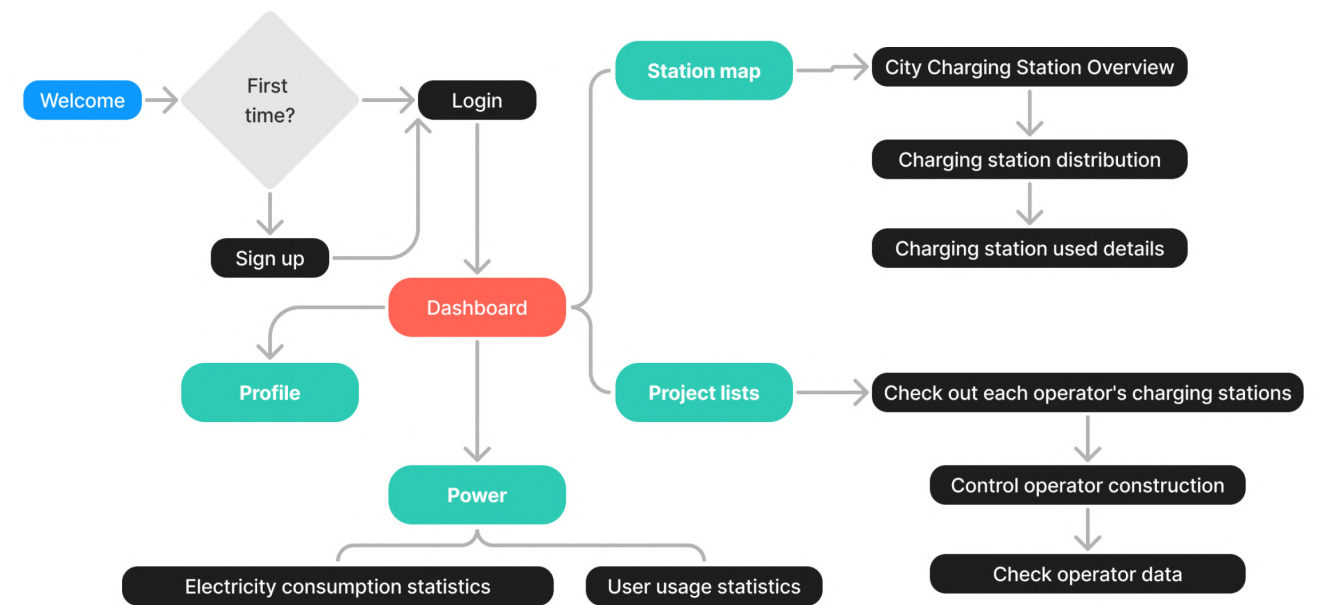 Welcome
First
time?
Login
Sign up
Dashboard
Profile
Power
Electricity consumption statistics
User usage statistics
Station map
City Charging Station Overview
Charging station distribution
Charging station used details
Project lists
Check out each operator's charging stations
Control operator construction
Check operator data